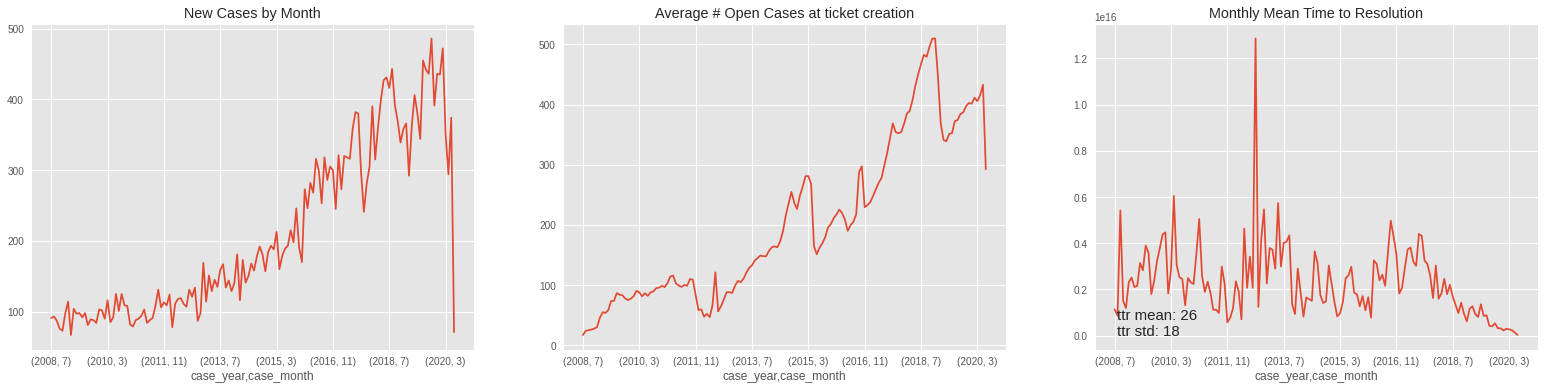 New Cases by Month
500
400
300
200
100
(2008, 7) (2010, 3) (2011, 11) (2013, 7) (2015, 3) (2016, 11) (2018, 7) (2020, 3)
case_year,case_month
Average # Open Cases at ticket creation
500
400
300
200
100
0
(2008, 7) (2010, 3) (2011, 11) (2013, 7) (2015, 3) (2016, 11) (2018, 7) (2020, 3)
case_year,case_month
Monthly Mean Time to Resolution
1e16
1.2
1.0
0.8
0.6
0.4
0.2
0.0
ttr mean: 26
ttr std: 18
(2008, 7) (2010, 3) (2011, 11) (2013, 7) (2015, 3) (2016, 11) (2018, 7) (2020, 3)
case_year,case_month